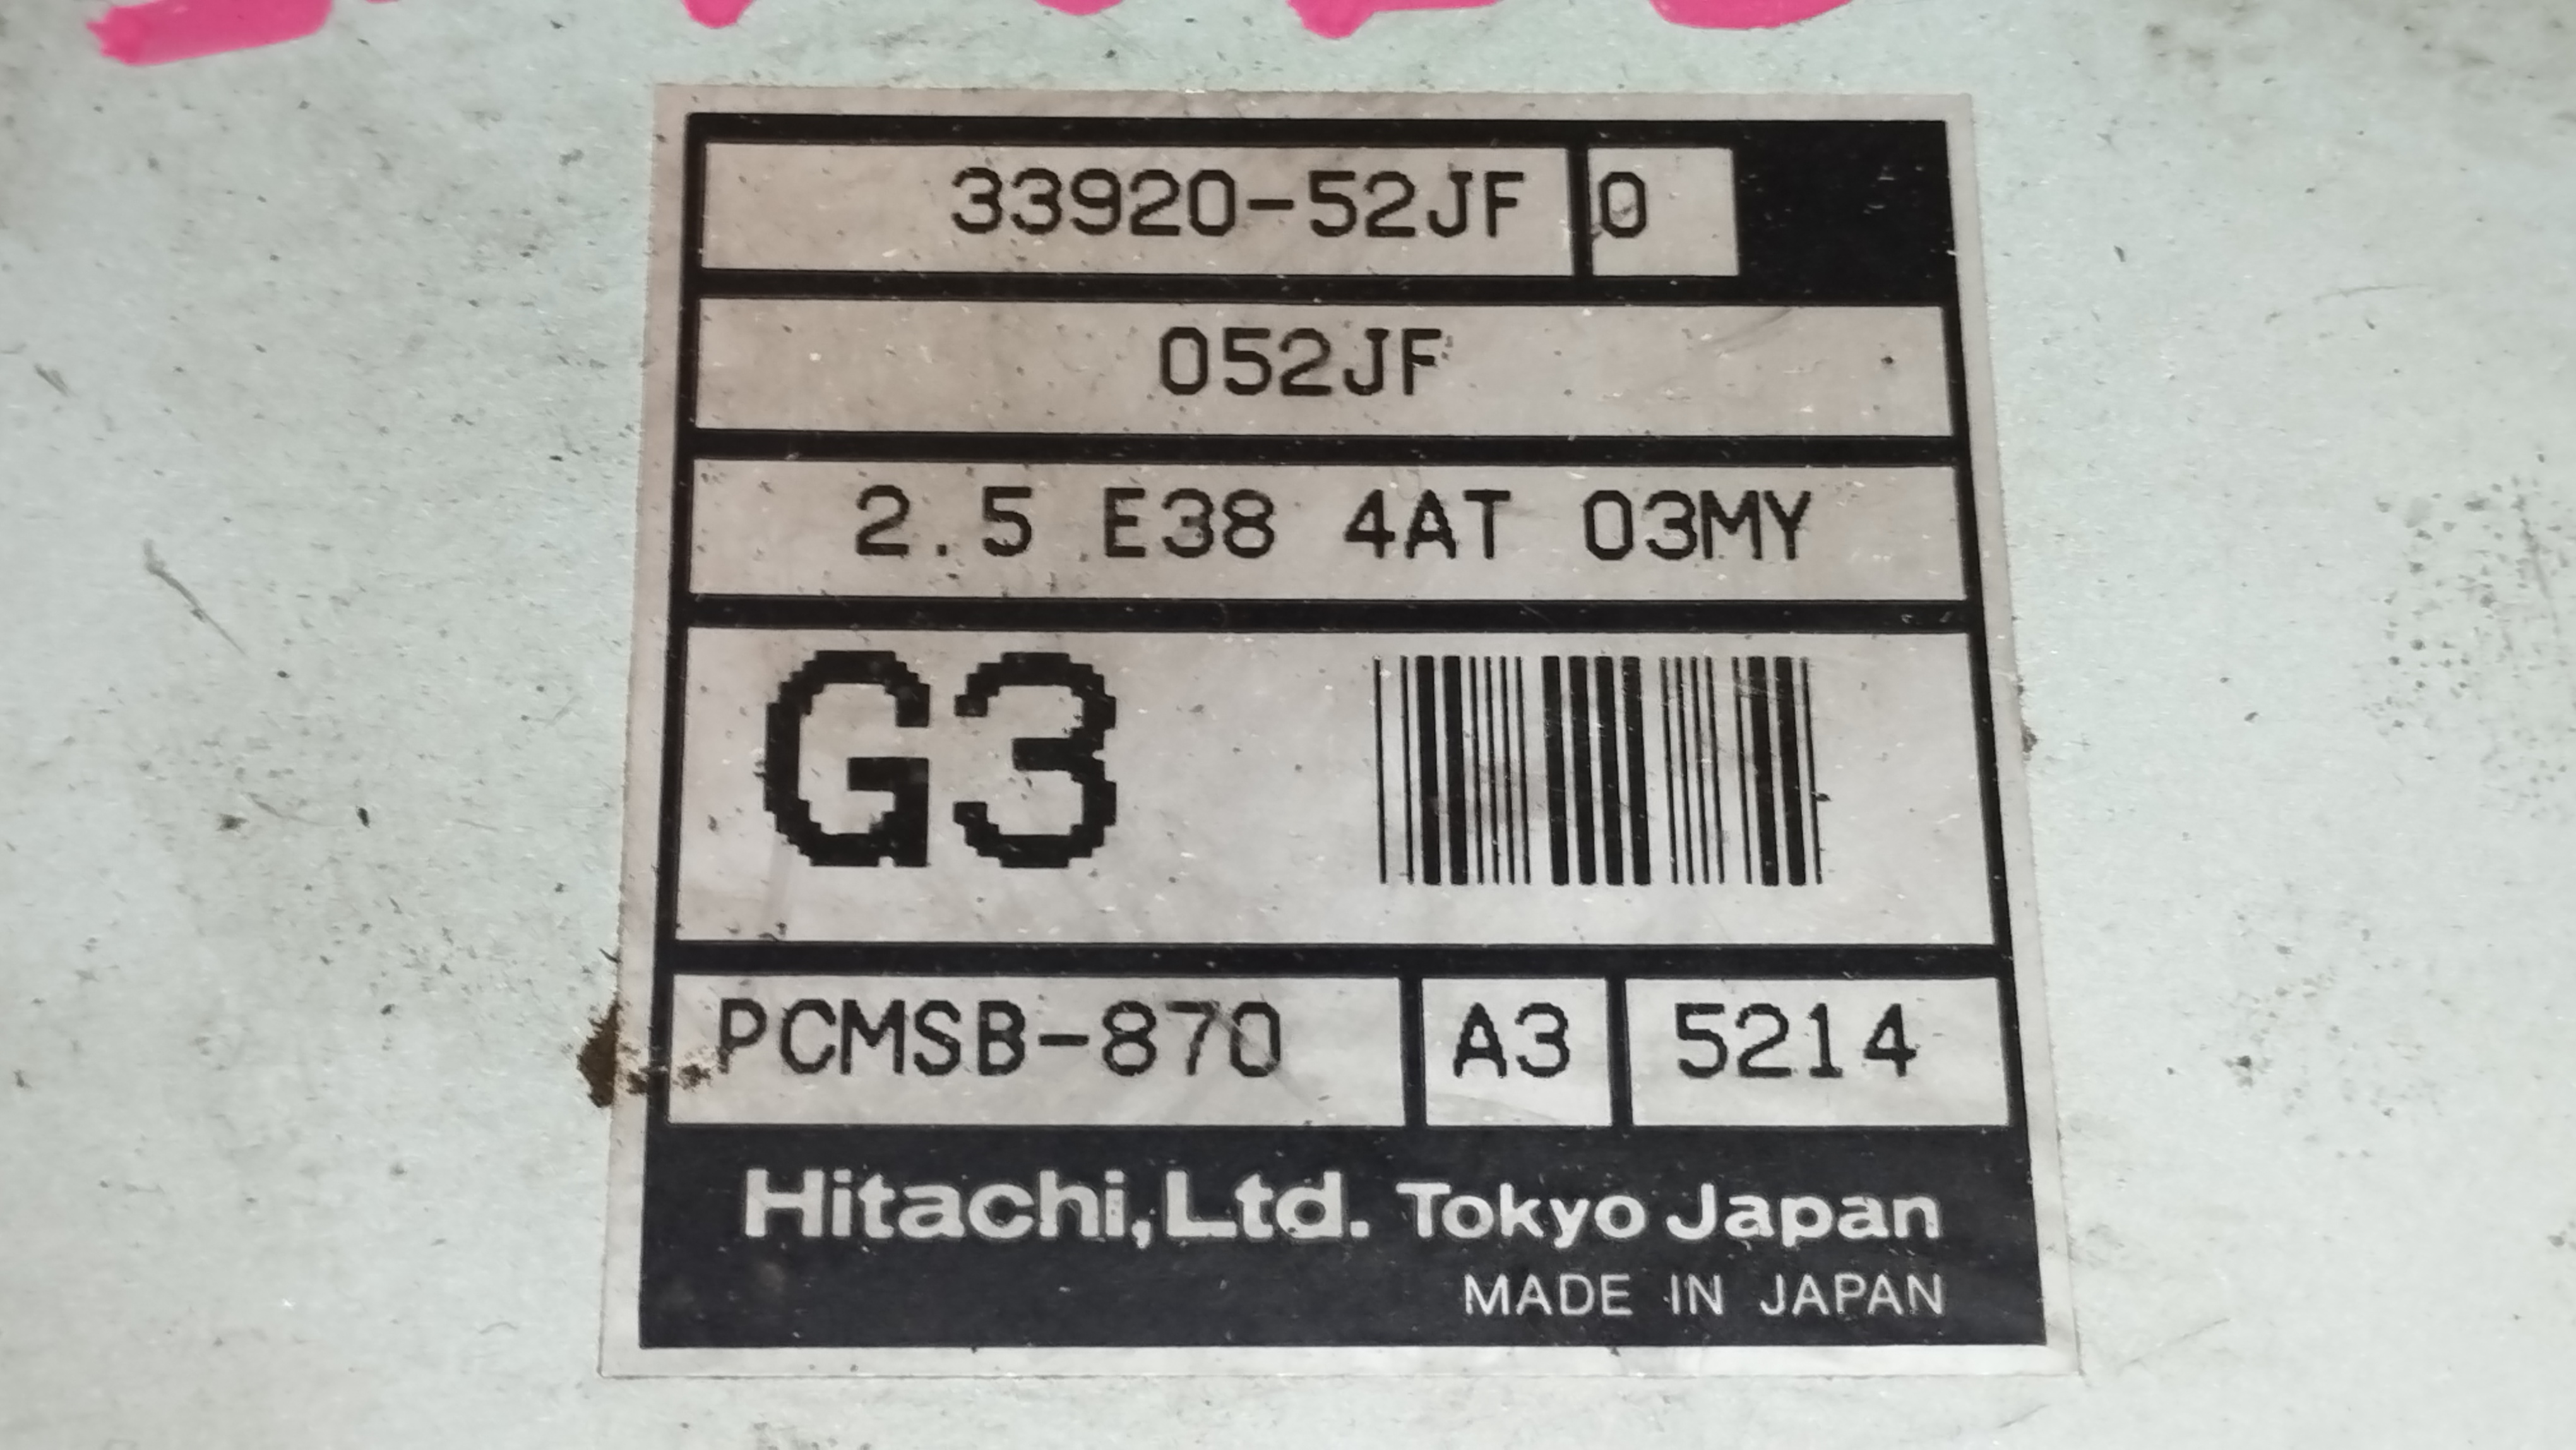 33920-52JF 0
052JF
2.5 E38 4AT 03MY
G3
PCMSB-870 A3 5214
Hitachi,Ltd. Tokyo Japan
MADE IN JAPAN